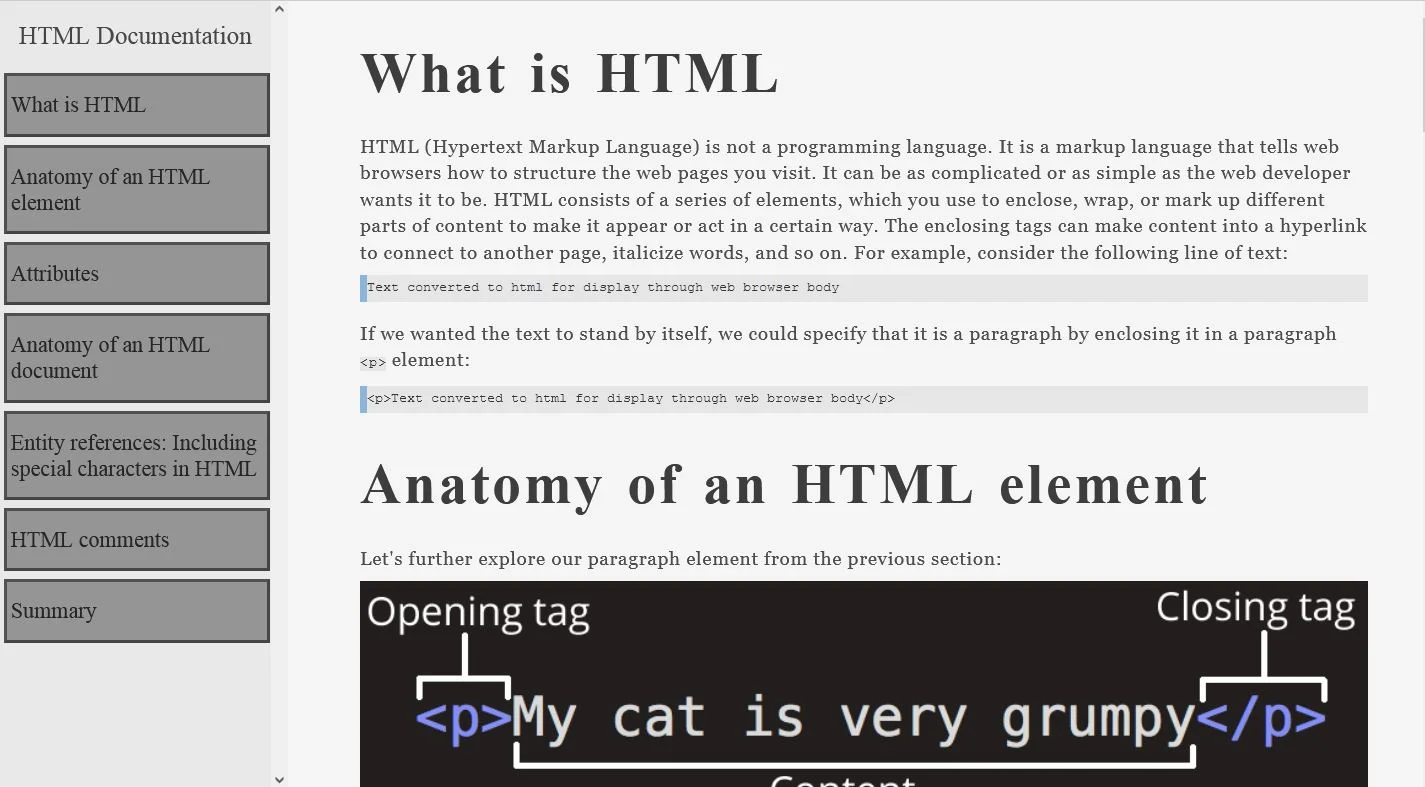 HTML Documentation
What is HTML
Anatomy of an HTML
element
Attributes
Anatomy of an HTML
document
Entity references: Including
special characters in HTML
HTML comments
Summary
What is HTML
HTML (Hypertext Markup Language) is not a programming language. It is a markup language that tells web
browsers how to structure the web pages you visit. It can be as complicated or as simple as the web developer
wants it to be. HTML consists of a series of elements, which you use to enclose, wrap, or mark up different
parts of content to make it appear or act in a certain way. The enclosing tags can make content into a hyperlink
to connect to another page, italicize words, and so on. For example, consider the following line of text:
Text converted to html for display through web browser body
If we wanted the text to stand by itself, we could specify that it is a paragraph by enclosing it in a paragraph
<p> element:
<p>Text converted to html for display through web browser body</p>
Anatomy of an HTML element
Let's further explore our paragraph element from the previous section:
Opening tag
Closing tag
<p>My cat is very grumpy</p>
Content